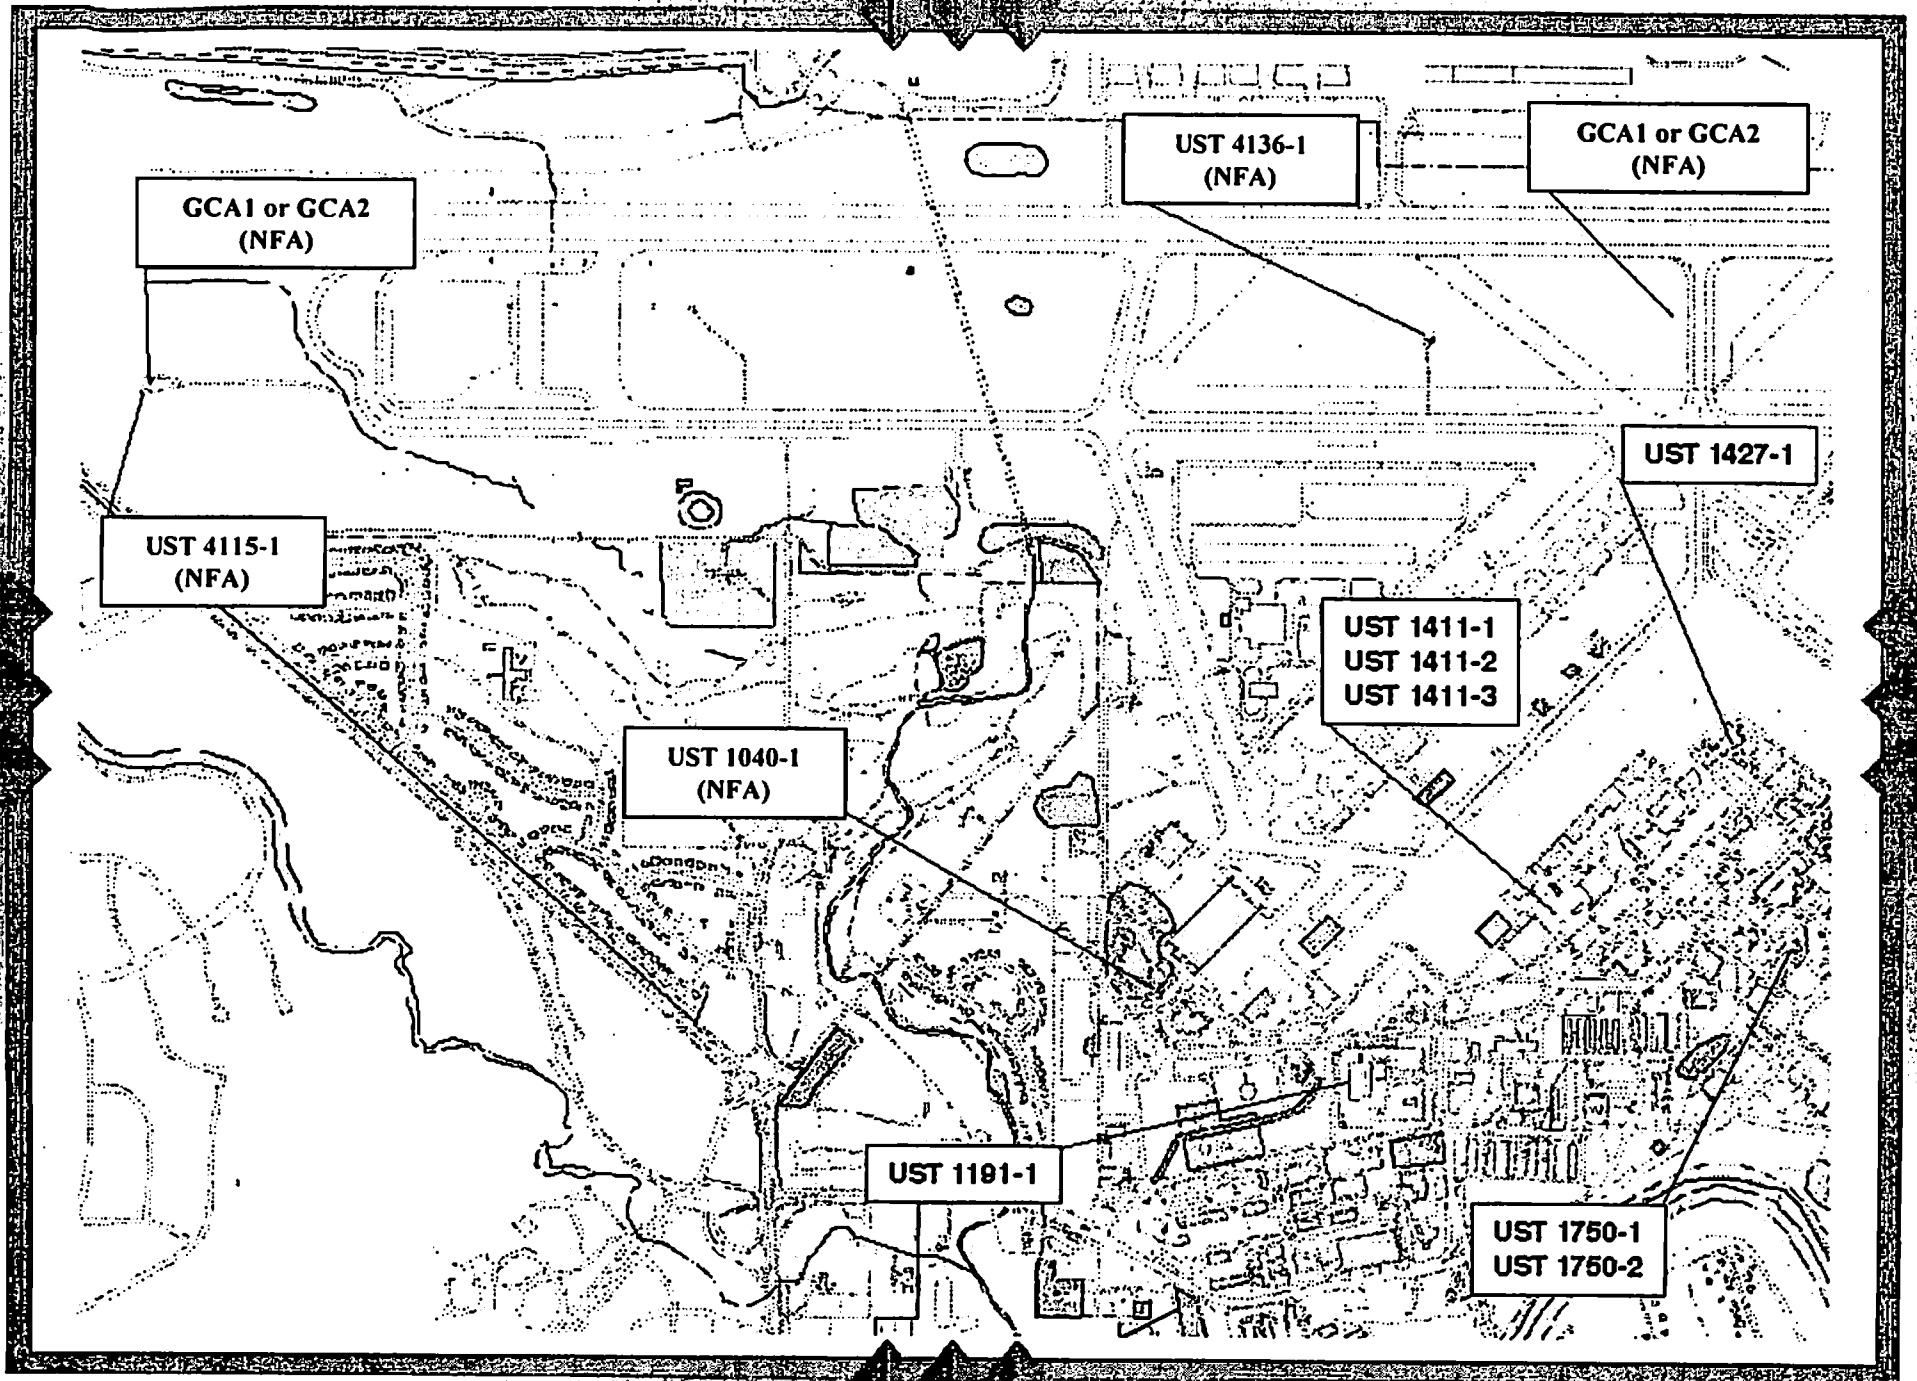 UST 4136-1
(NFA)
GCA1 or GCA2
(NFA)
GCA1 or GCA2
(NFA)
UST 1427-1
UST 4115-1
(NFA)
UST 1411-1
UST 1411-2
UST 1411-3
UST 1040-1
(NFA)
UST 1191-1
UST 1750-1
UST 1750-2